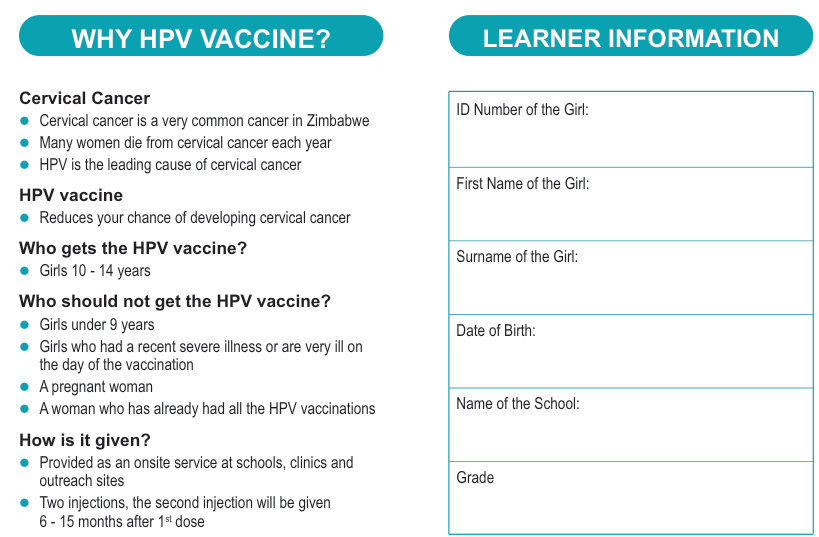 WHY HPV VACCINE?
Cervical Cancer
● Cervical cancer is a very common cancer in Zimbabwe
● Many women die from cervical cancer each year
● HPV is the leading cause of cervical cancer
HPV vaccine
● Reduces your chance of developing cervical cancer
Who gets the HPV vaccine?
● Girls 10 - 14 years
Who should not get the HPV vaccine?
● Girls under 9 years
● Girls who had a recent severe illness or are very ill on
the day of the vaccination
● A pregnant woman
● A woman who has already had all the HPV vaccinations
How is it given?
● Provided as an onsite service at schools, clinics and
outreach sites
● Two injections, the second injection will be given
6 - 15 months after 1st dose
LEARNER INFORMATION
ID Number of the Girl:
First Name of the Girl:
Surname of the Girl:
Date of Birth:
Name of the School:
Grade